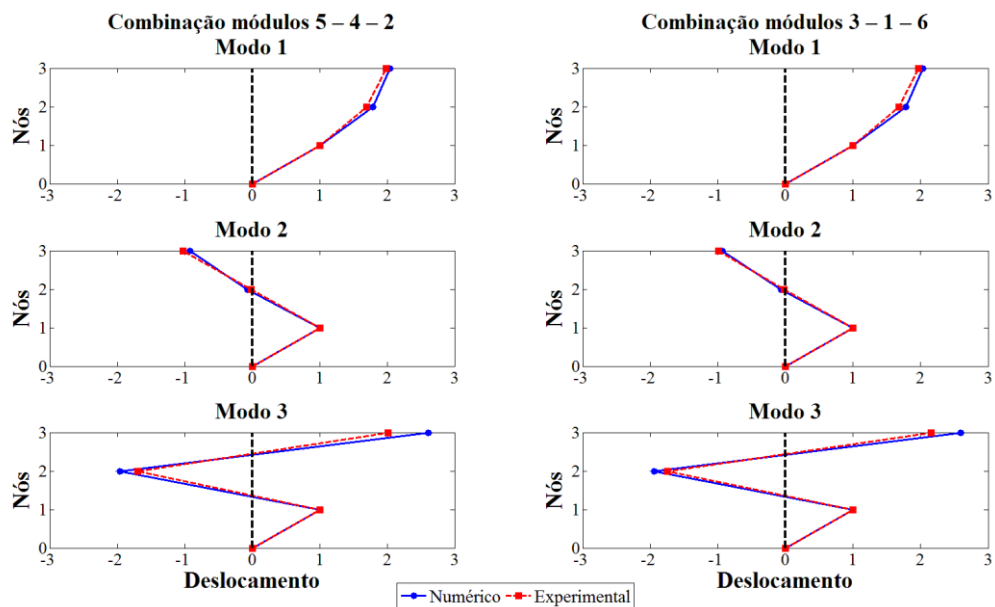 Combinação módulos 5 – 4 – 2
Modo 1
3
2
1
0
Nós
-3 -2 -1 0 1 2 3
Modo 2
3
2
1
0
Nós
-3 -2 -1 0 1 2 3
Modo 3
3
2
1
0
Nós
-3 -2 -1 0 1 2 3
Deslocamento
Combinação módulos 3 – 1 – 6
Modo 1
3
2
1
0
Nós
-3 -2 -1 0 1 2 3
Modo 2
3
2
1
0
Nós
-3 -2 -1 0 1 2 3
Modo 3
3
2
1
0
Nós
-3 -2 -1 0 1 2 3
Deslocamento
Numérico Experimental